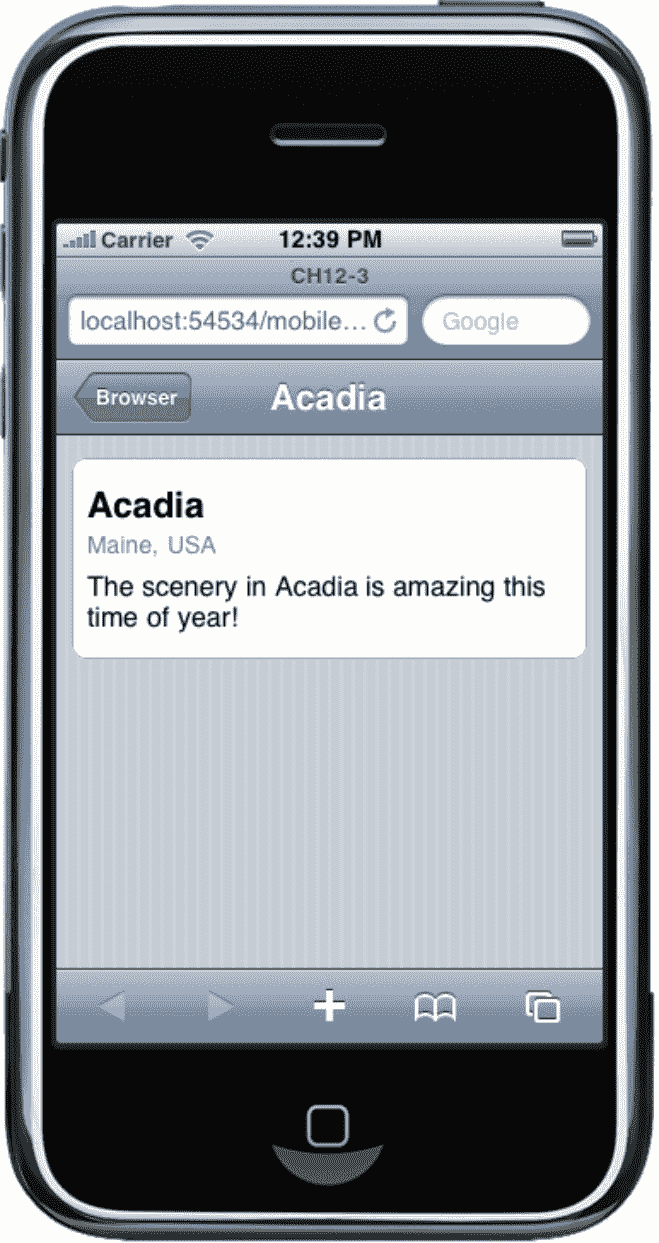 Carrier 12:39 PM
CH12-3
localhost:54534/mobile... Google
Browser Acadia
Acadia
Maine, USA
The scenery in Acadia is amazing this
time of year!